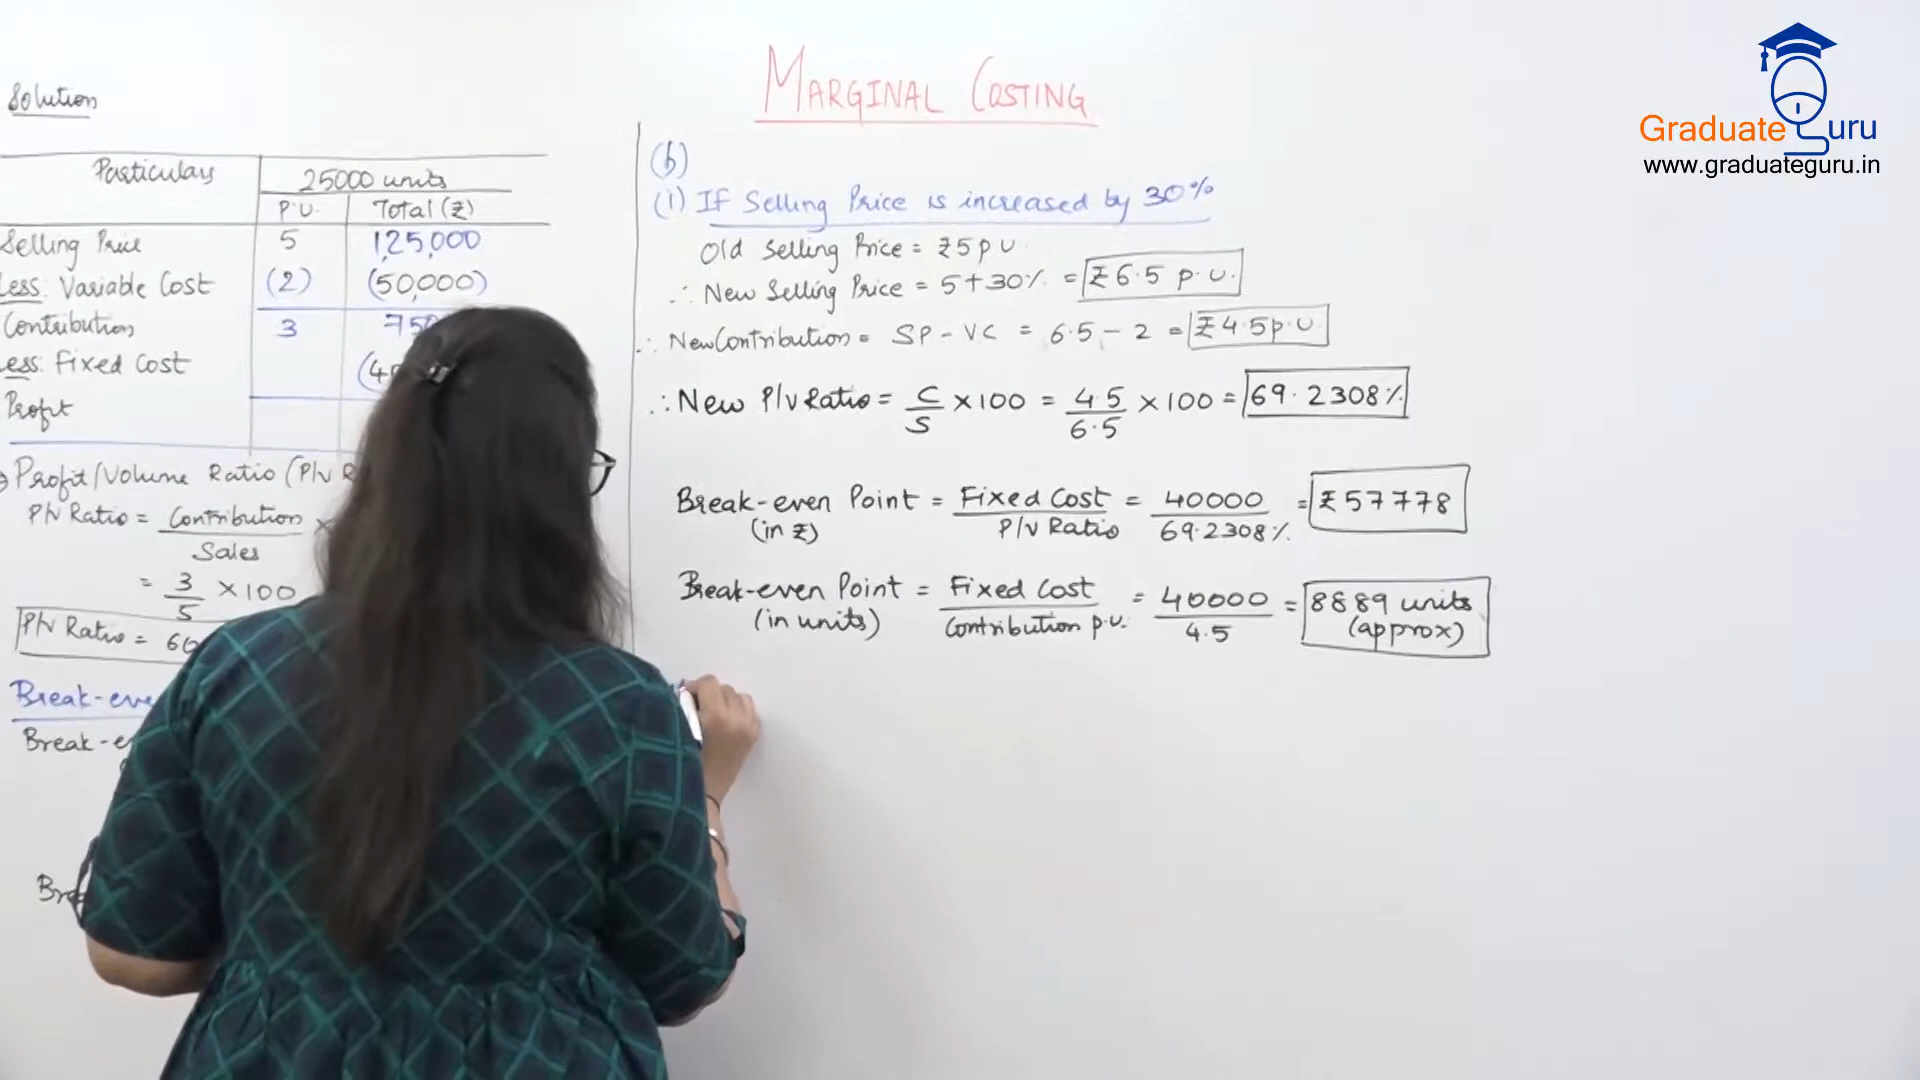 MARGINAL COSTING
Graduate Guru
www.graduateguru.in
Solution
Particulars 25000 units
P.U. Total (₹)
Selling Price 5 1,25,000
Less: Variable Cost (2) (50,000)
Contribution 3
Less: Fixed Cost
Profit
Profit/Volume Ratio (P/V
P/V Ratio = Contribution
Sales
= 3/5 × 100
P/V Ratio =
Break-even
Break-e
(b)
(1) If Selling Price is increased by 30%
Old Selling Price = ₹5 p u.
∴ New Selling Price = 5+30% = ₹6.5 p.u.
∴ New Contribution = SP - VC = 6.5 - 2 = ₹4.5 p.u.
∴ New P/V Ratio = C/S × 100 = 4.5/6.5 × 100 = 69.2308%
Break-even Point = Fixed Cost = 40000 = ₹57778
(in ₹) P/V Ratio 69.2308%
Break-even Point = Fixed Cost = 40000 = 8889 units
(in units) Contribution p.u. 4.5 (approx)